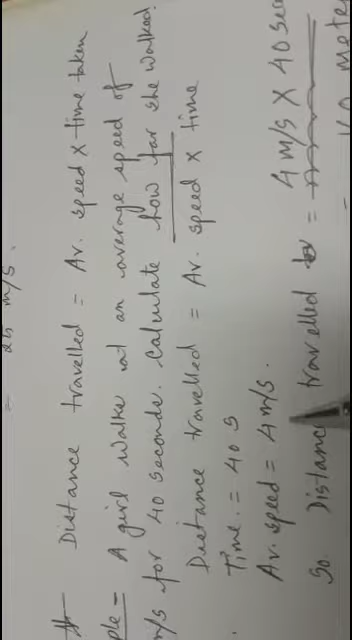 = 25 m/s.
Distance travelled = Av. speed x time taken
ple = A girl walks at an average speed of
m/s for 40 seconds. Calculate how far she walked.
Distance travelled = Av. speed x time
Time = 40 s
Av. speed = 4 m/s.
So Distance travelled = 4 m/s x 40 sec
= 160 meter